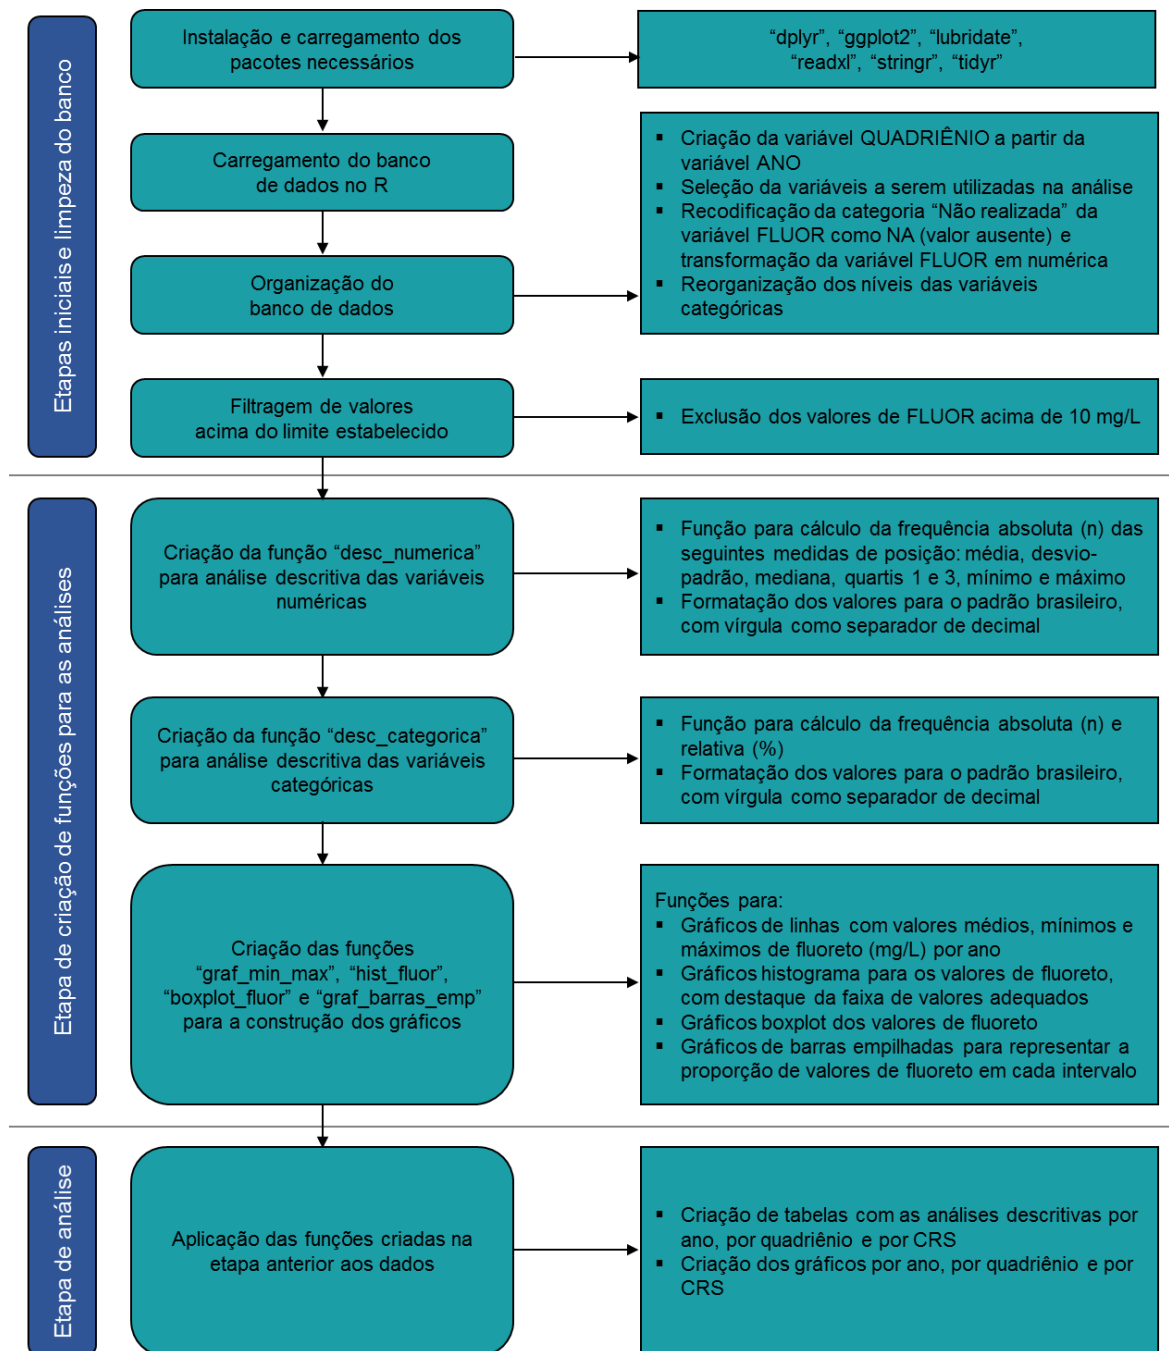 Etapas iniciais e limpeza do banco
Instalação e carregamento dos
pacotes necessários
“dplyr”, “ggplot2”, “lubridate”,
“readxl”, “stringr”, “tidyr”
Carregamento do banco
de dados no R
Organização do
banco de dados
▪ Criação da variável QUADRIÊNIO a partir da
variável ANO
▪ Seleção da variáveis a serem utilizadas na análise
▪ Recodificação da categoria “Não realizada” da
variável FLUOR como NA (valor ausente) e
transformação da variável FLUOR em numérica
▪ Reorganização dos níveis das variáveis
categóricas
Filtragem de valores
acima do limite estabelecido
▪ Exclusão dos valores de FLUOR acima de 10 mg/L
Etapa de criação de funções para as análises
Criação da função “desc_numerica”
para análise descritiva das variáveis
numéricas
▪ Função para cálculo da frequência absoluta (n) das
seguintes medidas de posição: média, desvio-
padrão, mediana, quartis 1 e 3, mínimo e máximo
▪ Formatação dos valores para o padrão brasileiro,
com vírgula como separador de decimal
Criação da função “desc_categorica”
para análise descritiva das variáveis
categóricas
▪ Função para cálculo da frequência absoluta (n) e
relativa (%)
▪ Formatação dos valores para o padrão brasileiro,
com vírgula como separador de decimal
Criação das funções
“graf_min_max”, “hist_fluor”,
“boxplot_fluor” e “graf_barras_emp”
para a construção dos gráficos
Funções para:
▪ Gráficos de linhas com valores médios, mínimos e
máximos de fluoreto (mg/L) por ano
▪ Gráficos histograma para os valores de fluoreto,
com destaque da faixa de valores adequados
▪ Gráficos boxplot dos valores de fluoreto
▪ Gráficos de barras empilhadas para representar a
proporção de valores de fluoreto em cada intervalo
Etapa de análise
Aplicação das funções criadas na
etapa anterior aos dados
▪ Criação de tabelas com as análises descritivas por
ano, por quadriênio e por CRS
▪ Criação dos gráficos por ano, por quadriênio e por
CRS